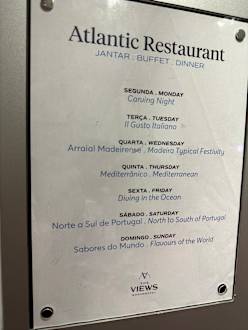 Atlantic Restaurant
JANTAR . BUFFET . DINNER
SEGUNDA . MONDAY
Carving Night
TERÇA . TUESDAY
Il Gusto Italiano
QUARTA . WEDNESDAY
Arraial Madeirense . Madeira Typical Festivity
QUINTA . THURSDAY
Mediterrânico . Mediterranean
SEXTA . FRIDAY
Diving in the Ocean
SÁBADO . SATURDAY
Norte a Sul de Portugal . North to South of Portugal
DOMINGO . SUNDAY
Sabores do Mundo . Flavours of the World
THE
VIEWS